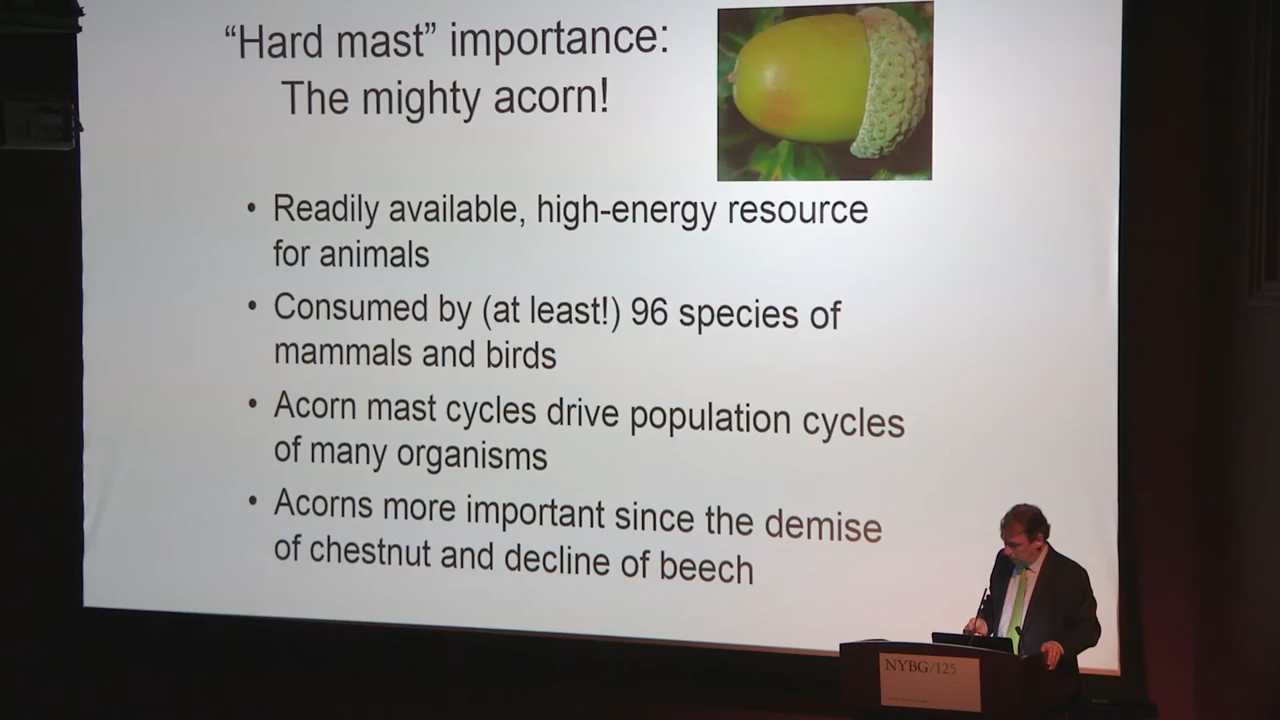 “Hard mast” importance:
The mighty acorn!
• Readily available, high-energy resource
for animals
• Consumed by (at least!) 96 species of
mammals and birds
• Acorn mast cycles drive population cycles
of many organisms
• Acorns more important since the demise
of chestnut and decline of beech
NYBG/125